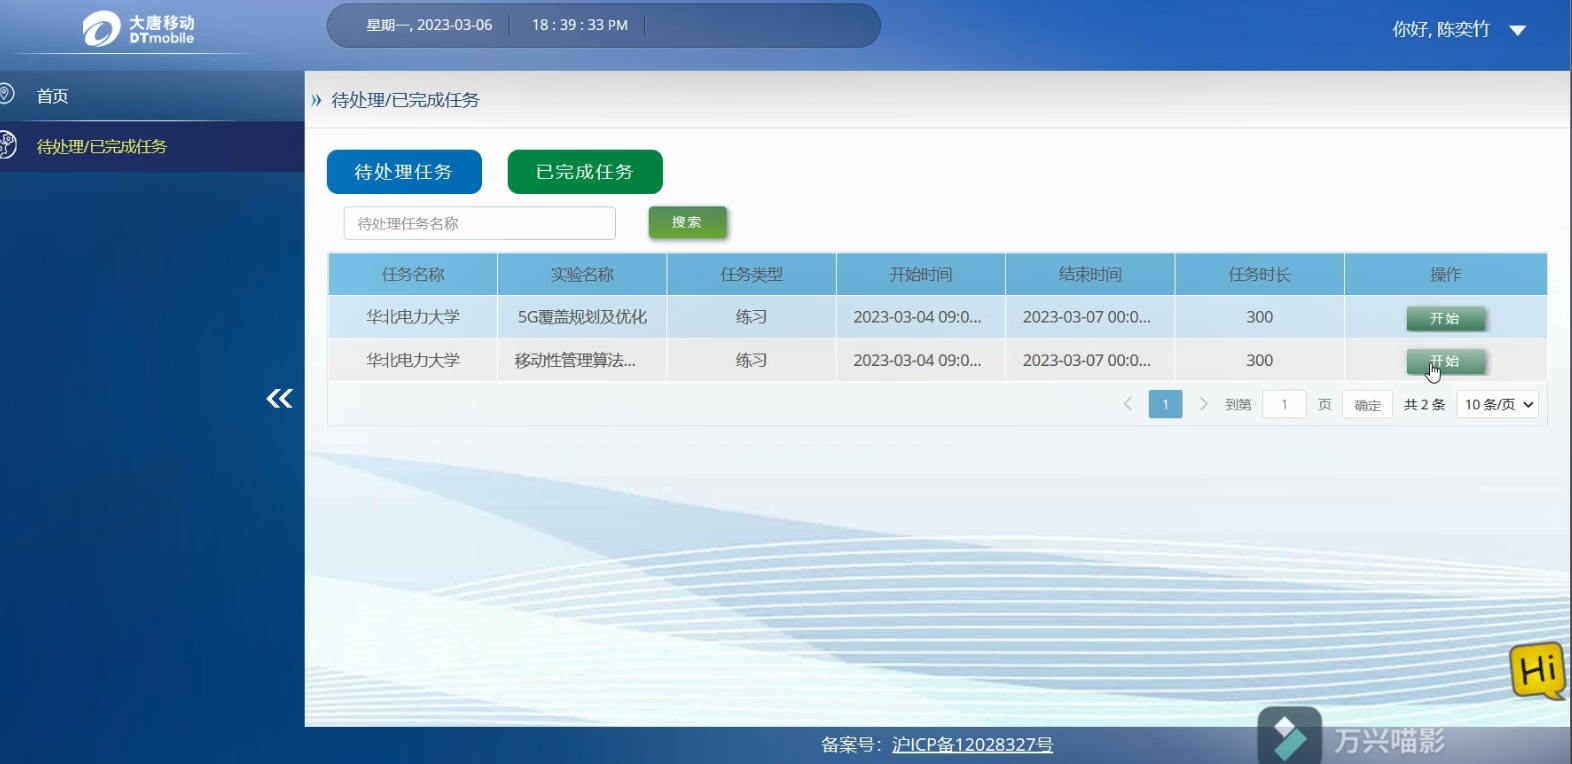 大唐移动
DTmobile
星期一, 2023-03-06 18 : 39 : 33 PM
你好, 陈奕竹
首页
待处理/已完成任务
待处理/已完成任务
待处理任务 已完成任务
待处理任务名称 搜索
任务名称 实验名称 任务类型 开始时间 结束时间 任务时长 操作
华北电力大学 5G覆盖规划及优化 练习 2023-03-04 09:0... 2023-03-07 00:0... 300 开始
华北电力大学 移动性管理算法... 练习 2023-03-04 09:0... 2023-03-07 00:0... 300 开始
1 到第 1 页 确定 共 2 条 10 条/页
Hi
备案号： 沪ICP备12028327号
万兴喵影